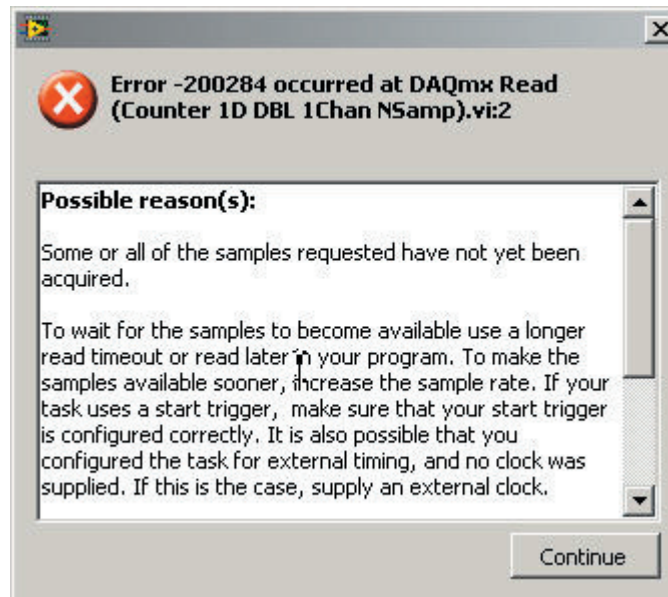 Error -200284 occurred at DAQmx Read
(Counter 1D DBL 1Chan NSamp).vi:2
Possible reason(s):
Some or all of the samples requested have not yet been
acquired.
To wait for the samples to become available use a longer
read timeout or read later in your program. To make the
samples available sooner, increase the sample rate. If your
task uses a start trigger,  make sure that your start trigger
is configured correctly. It is also possible that you
configured the task for external timing, and no clock was
supplied. If this is the case, supply an external clock.
Continue